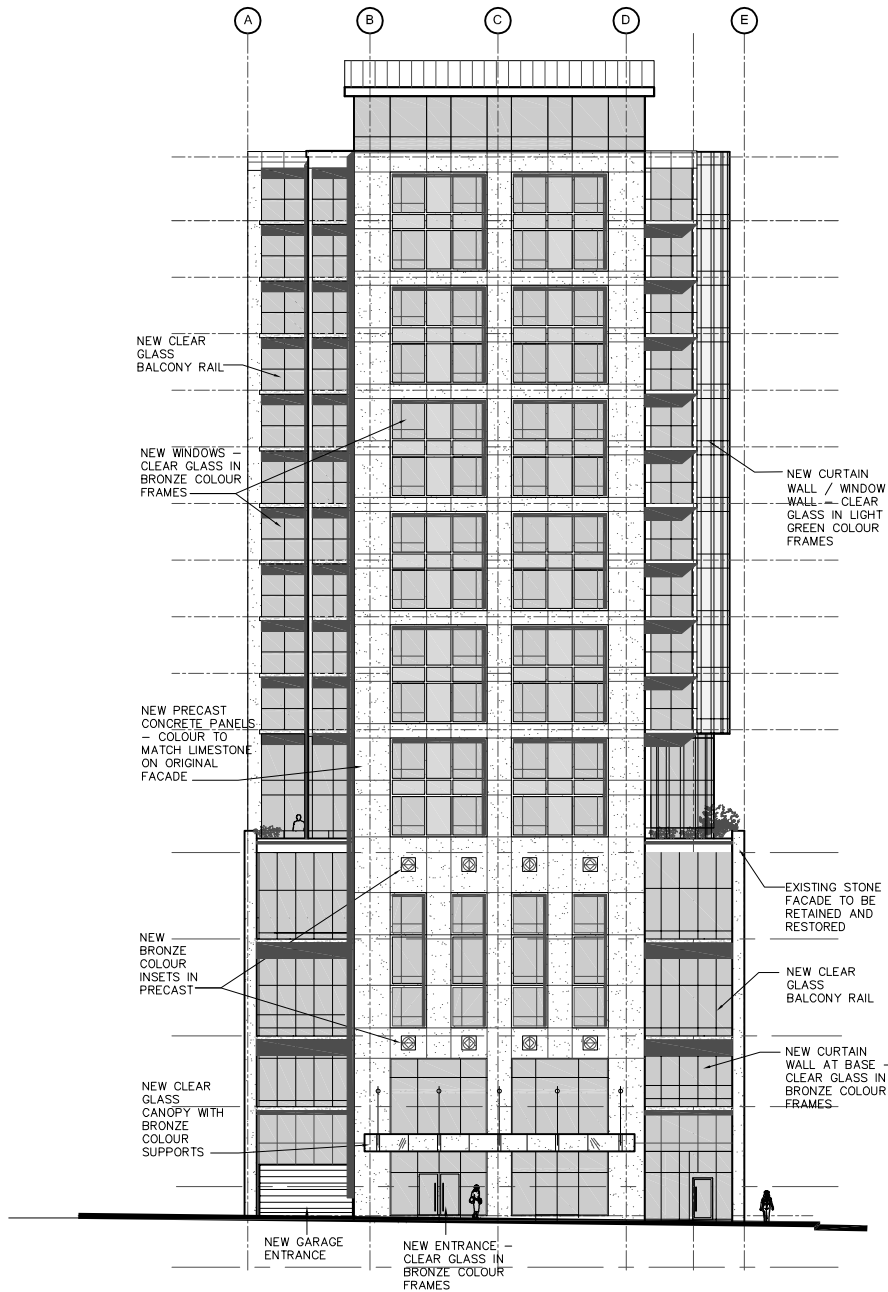 A
B
C
D
E
NEW CLEAR
GLASS
BALCONY RAIL
NEW WINDOWS –
CLEAR GLASS IN
BRONZE COLOUR
FRAMES
NEW CURTAIN
WALL / WINDOW
WALL – CLEAR
GLASS IN LIGHT
GREEN COLOUR
FRAMES
NEW PRECAST
CONCRETE PANELS
– COLOUR TO
MATCH LIMESTONE
ON ORIGINAL
FACADE
EXISTING STONE
FACADE TO BE
RETAINED AND
RESTORED
NEW
BRONZE
COLOUR
INSETS IN
PRECAST
NEW CLEAR
GLASS
BALCONY RAIL
NEW CURTAIN
WALL AT BASE –
CLEAR GLASS IN
BRONZE COLOUR
FRAMES
NEW CLEAR
GLASS
CANOPY WITH
BRONZE
COLOUR
SUPPORTS
NEW GARAGE
ENTRANCE
NEW ENTRANCE –
CLEAR GLASS IN
BRONZE COLOUR
FRAMES